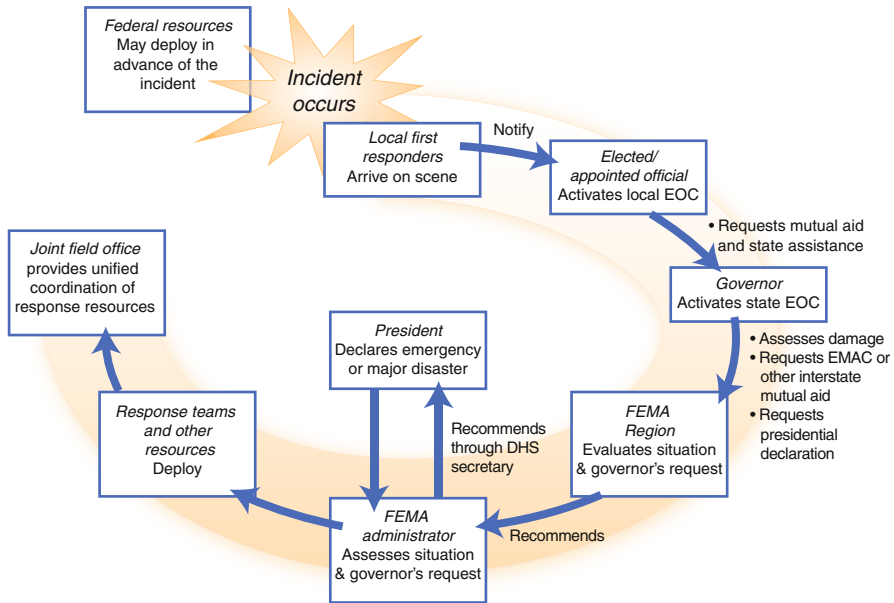 Federal resources
May deploy in
advance of the
incident
Incident
occurs
Local first
responders
Arrive on scene
Notify
Elected/
appointed official
Activates local EOC
• Requests mutual aid
and state assistance
Governor
Activates state EOC
• Assesses damage
• Requests EMAC or
other interstate
mutual aid
• Requests
presidential
declaration
FEMA
Region
Evaluates situation
& governor's request
Recommends
FEMA
administrator
Assesses situation
& governor's request
Recommends
through DHS
secretary
President
Declares emergency
or major disaster
Response teams
and other
resources
Deploy
Joint field office
provides unified
coordination of
response resources